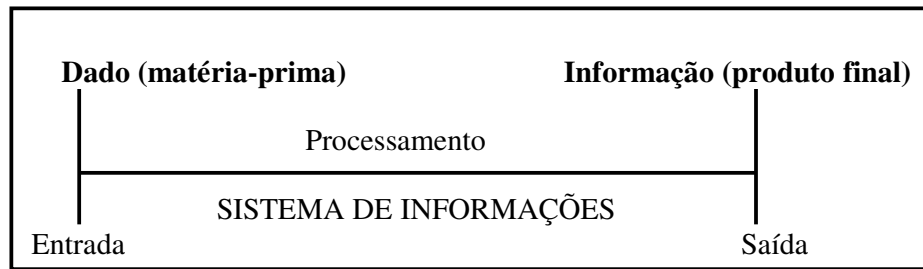 Dado (matéria-prima) Informação (produto final)
Processamento
SISTEMA DE INFORMAÇÕES
Entrada Saída